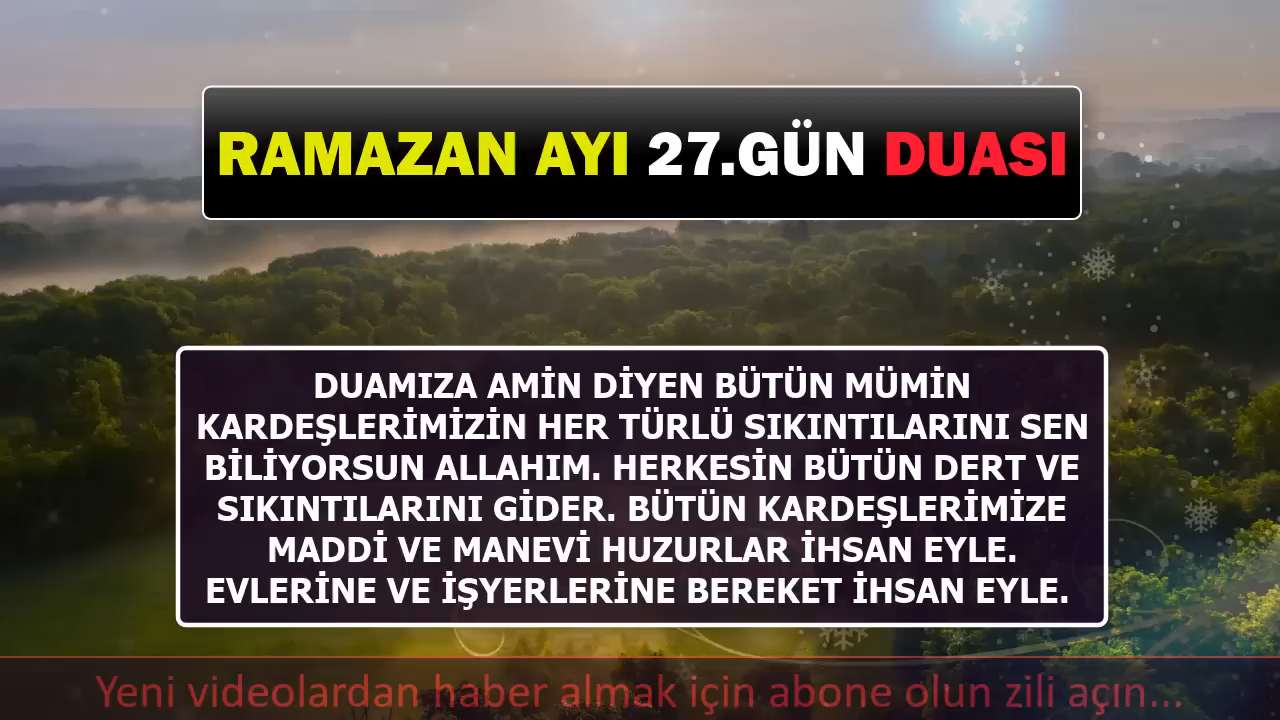 RAMAZAN AYI 27.GÜN DUASI
DUAMIZA AMİN DİYEN BÜTÜN MÜMİN
KARDEŞLERİMİZİN HER TÜRLÜ SIKINTILARINI SEN
BİLİYORSUN ALLAHIM. HERKESİN BÜTÜN DERT VE
SIKINTILARINI GİDER. BÜTÜN KARDEŞLERİMİZE
MADDİ VE MANEVİ HUZURLAR İHSAN EYLE.
EVLERİNE VE İŞYERLERİNE BEREKET İHSAN EYLE.
Yeni videolardan haber almak için abone olun zili açın...